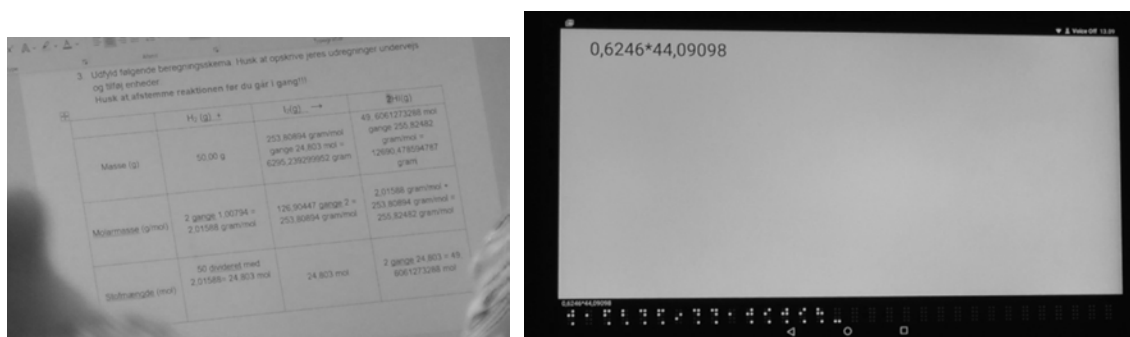 3. Udfyld følgende beregningsskema. Husk at opskrive jeres udregninger undervejs
og tilføj enheder.
Husk at afstemme reaktionen før du går i gang!!!
H₂ (g) +
I₂(g) →
2HI(g)
Masse (g)
50,00 g
253,80894 gram/mol
gange 24,803 mol =
6295,239299952 gram
49, 6061273288 mol
gange 255,82482
gram/mol =
12690,478594787
gram
Molarmasse (g/mol)
2 gange 1,00794 =
2,01588 gram/mol
126,90447 gange 2 =
253,80894 gram/mol
2,01588 gram/mol +
253,80894 gram/mol =
255,82482 gram/mol
Stofmængde (mol)
50 divideret med
2,01588= 24,803 mol
24,803 mol
2 gange 24,803 = 49,
6061273288 mol
0,6246*44,09098
Voice Off 13.09
0,6246*44,09098